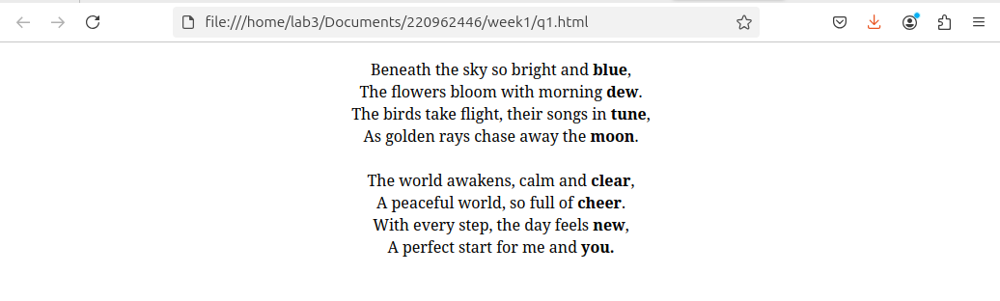 file:///home/lab3/Documents/220962446/week1/q1.html
Beneath the sky so bright and blue,
The flowers bloom with morning dew.
The birds take flight, their songs in tune,
As golden rays chase away the moon.
The world awakens, calm and clear,
A peaceful world, so full of cheer.
With every step, the day feels new,
A perfect start for me and you.